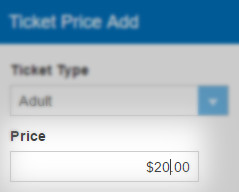 Ticket Price Add
Ticket Type
Adult
Price
$20.00